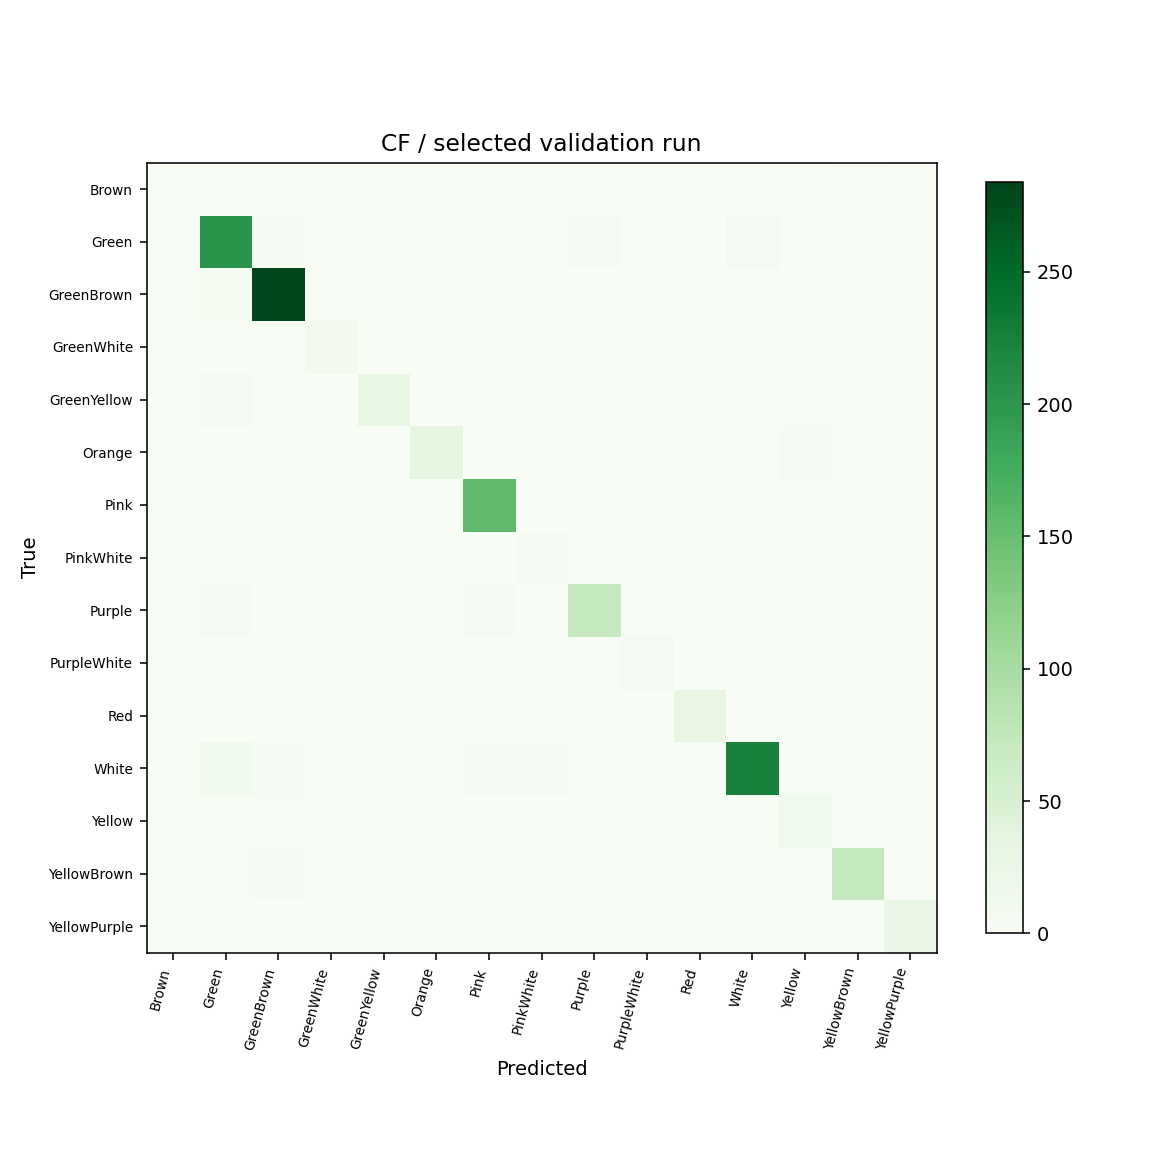 CF / selected validation run
Brown
Green
GreenBrown
GreenWhite
GreenYellow
Orange
Pink
PinkWhite
Purple
PurpleWhite
Red
White
Yellow
YellowBrown
YellowPurple
True
Brown
Green
GreenBrown
GreenWhite
GreenYellow
Orange
Pink
PinkWhite
Purple
PurpleWhite
Red
White
Yellow
YellowBrown
YellowPurple
Predicted
250
200
150
100
50
0